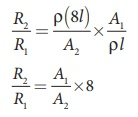 R₂/R₁ = ρ(8l)/A₂ × A₁/ρl
R₂/R₁ = A₁/A₂ × 8